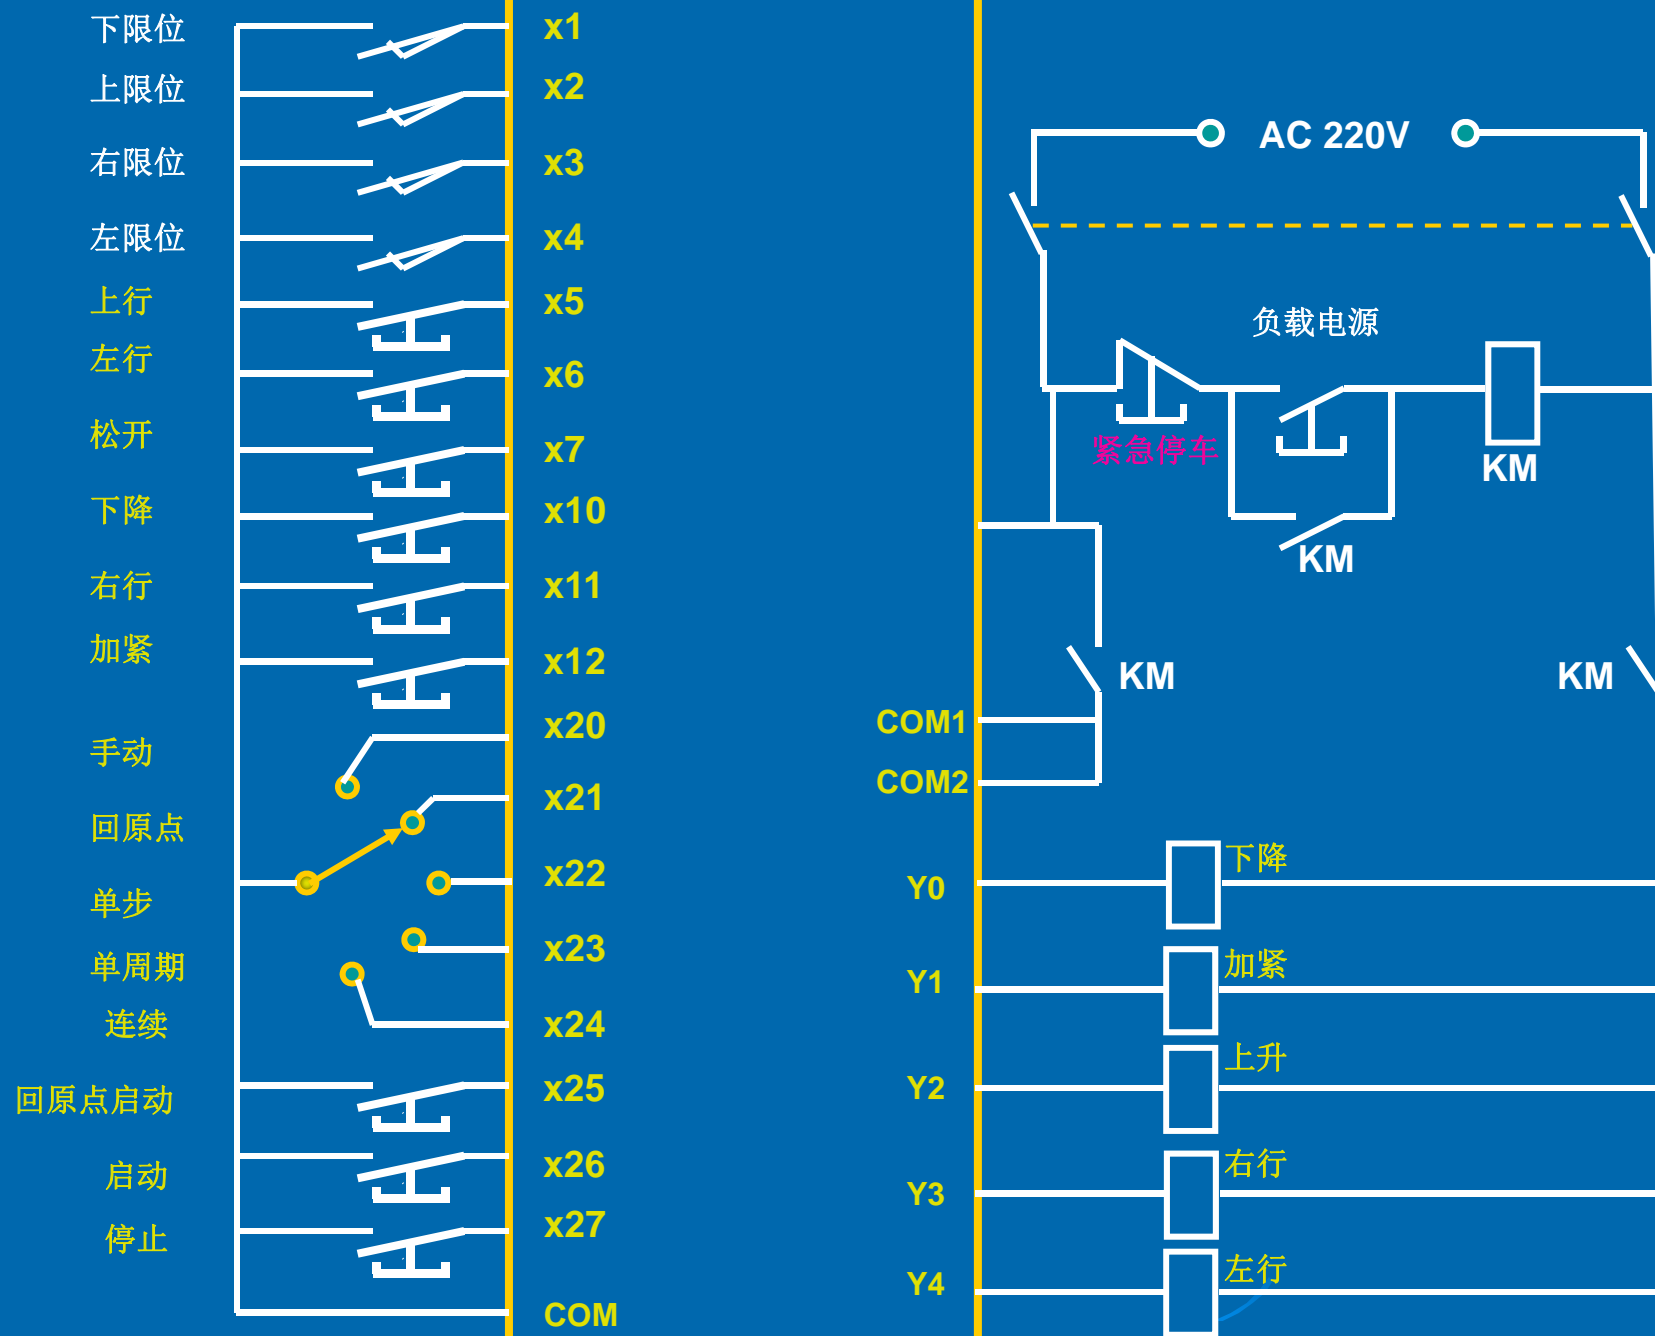 下限位 x1
上限位 x2
右限位 x3
左限位 x4
上行 x5
左行 x6
松开 x7
下降 x10
右行 x11
加紧 x12
手动 x20
回原点 x21
单步 x22
单周期 x23
连续 x24
回原点启动 x25
启动 x26
停止 x27
COM
AC 220V
负载电源
紧急停车
KM
KM
KM
KM
COM1
COM2
Y0 下降
Y1 加紧
Y2 上升
Y3 右行
Y4 左行